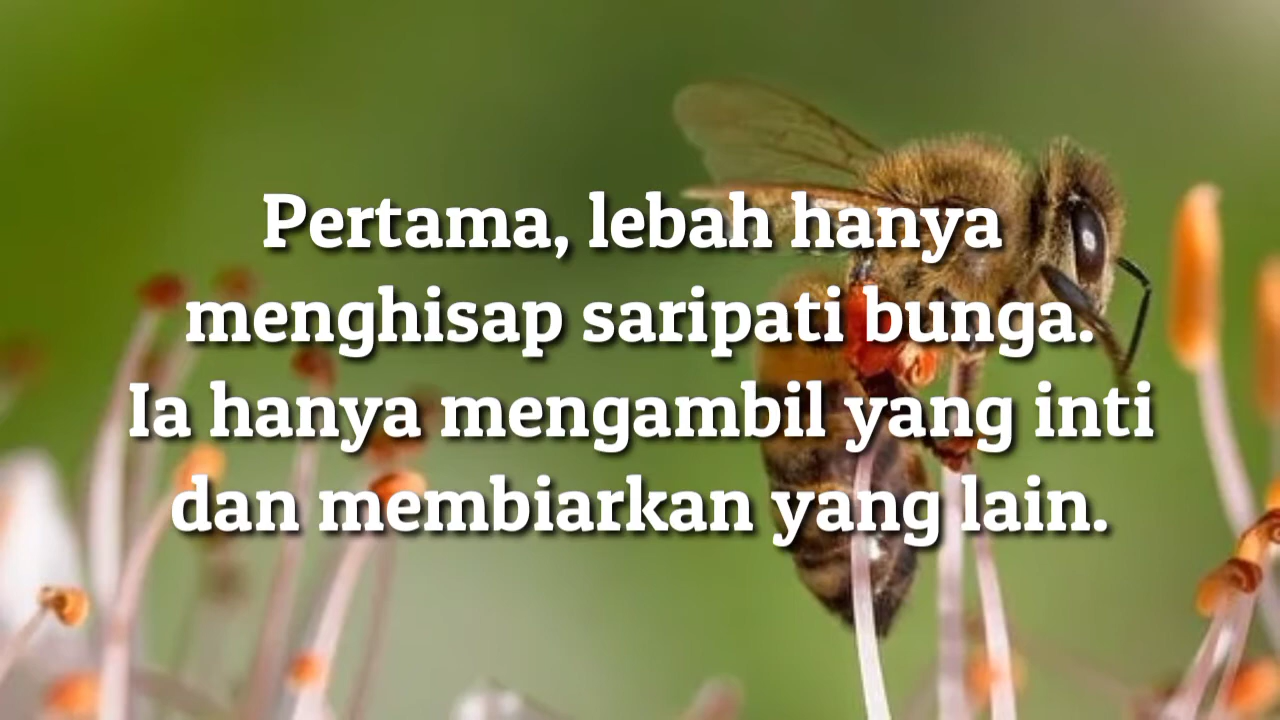 Pertama, lebah hanya
menghisap saripati bunga.
Ia hanya mengambil yang inti
dan membiarkan yang lain.